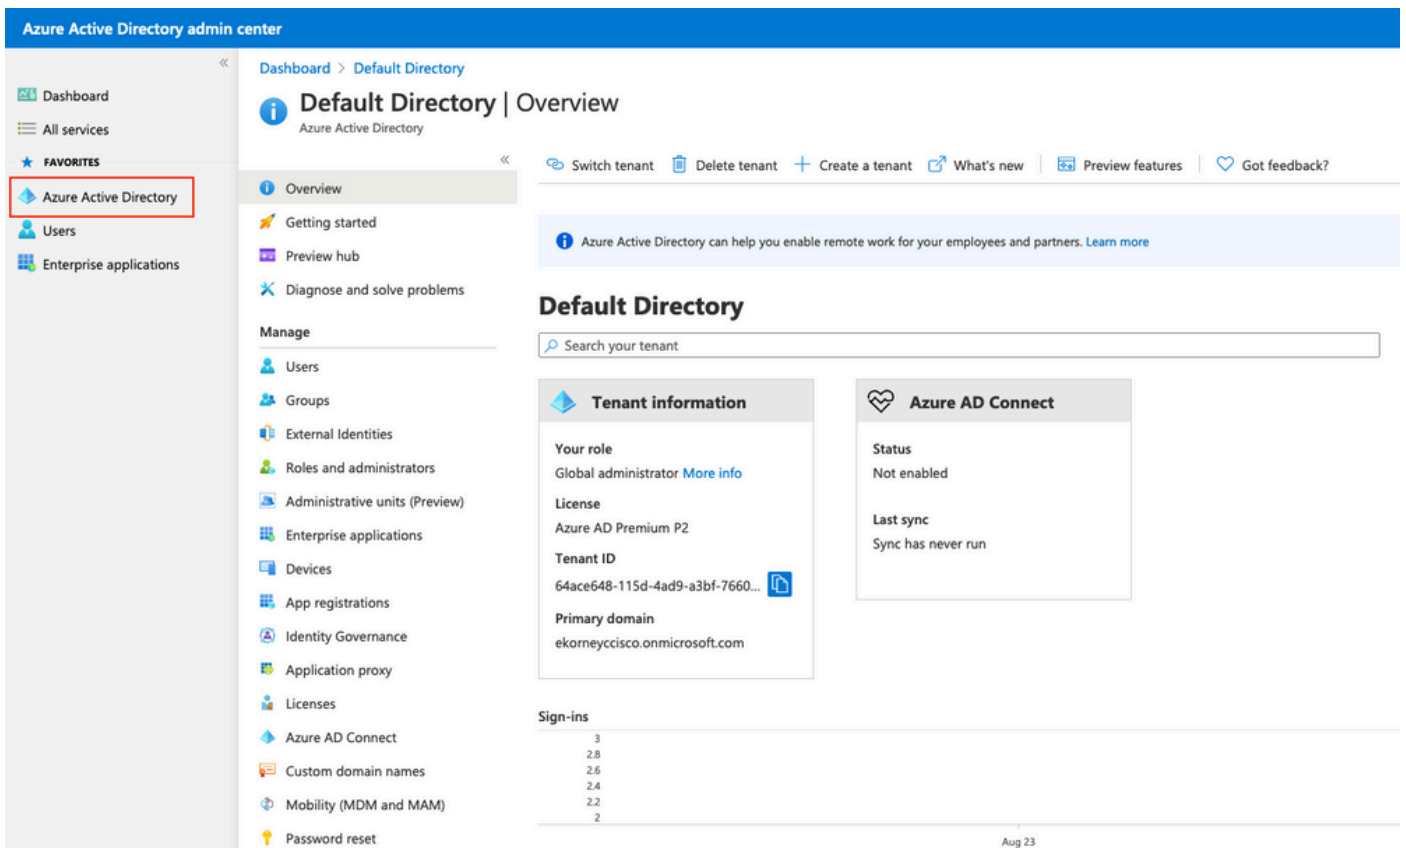 Azure Active Directory admin center
«
Dashboard
All services
FAVORITES
Azure Active Directory
Users
Enterprise applications
Dashboard > Default Directory
Default Directory | Overview
Azure Active Directory
«
Overview
Getting started
Preview hub
Diagnose and solve problems
Manage
Users
Groups
External Identities
Roles and administrators
Administrative units (Preview)
Enterprise applications
Devices
App registrations
Identity Governance
Application proxy
Licenses
Azure AD Connect
Custom domain names
Mobility (MDM and MAM)
Password reset
Switch tenant Delete tenant Create a tenant What's new Preview features Got feedback?
Azure Active Directory can help you enable remote work for your employees and partners. Learn more
Default Directory
Search your tenant
Tenant information
Your role
Global administrator More info
License
Azure AD Premium P2
Tenant ID
64ace648-115d-4ad9-a3bf-7660...
Primary domain
ekorneyccisco.onmicrosoft.com
Azure AD Connect
Status
Not enabled
Last sync
Sync has never run
Sign-ins
3
2.8
2.6
2.4
2.2
2
Aug 23